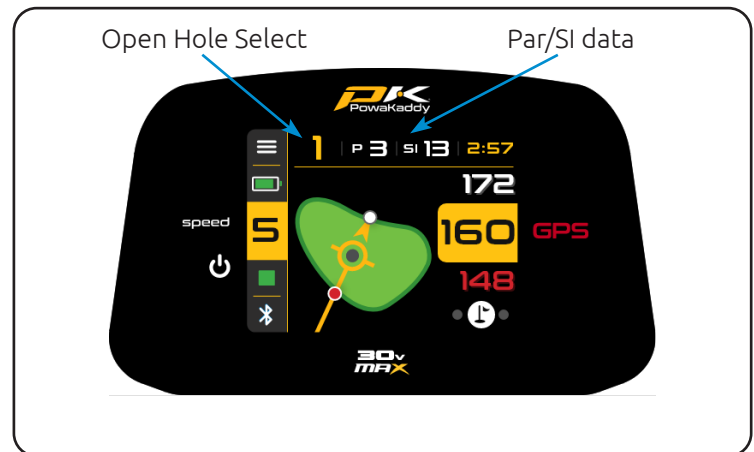 Open Hole Select
Par/SI data
PK
PowaKaddy
1 P 3 SI 13 2:57
172
speed
5
160
GPS
148
30v
MAX